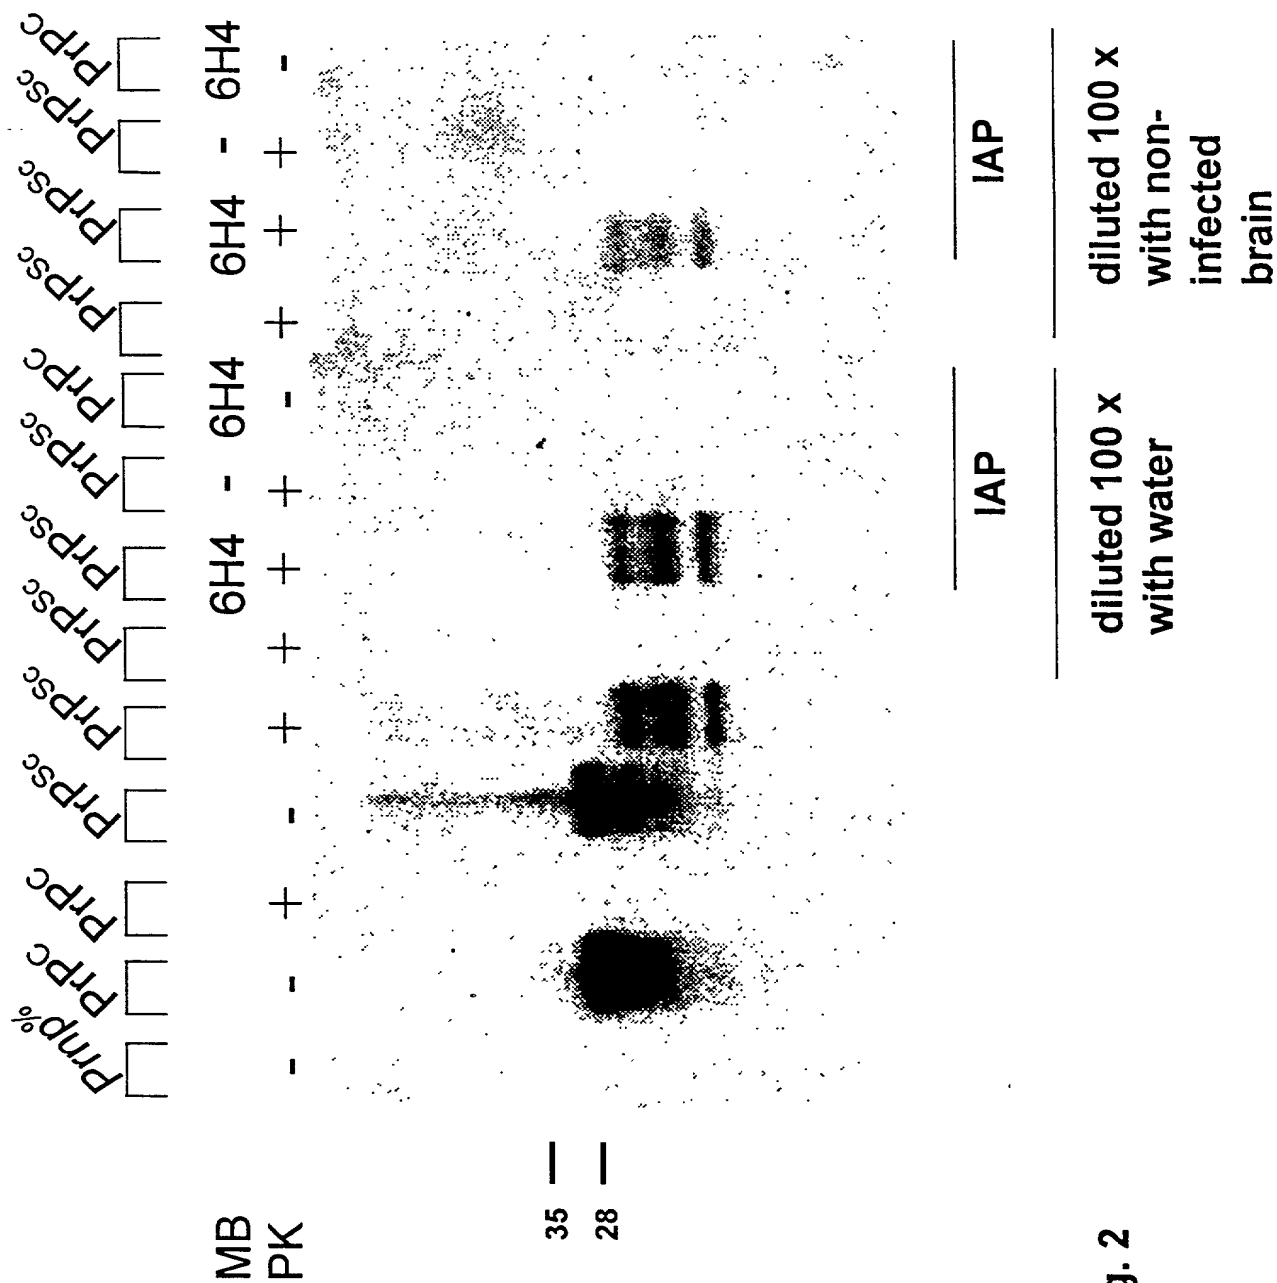 Prnp% PrPC PrPC PrPSc PrPSc PrPSc PrPSc PrPSc PrPC PrPSc PrPSc PrPSc PrPC
MB 6H4 - 6H4 6H4 - 6H4
PK - - + - + + + + - + + + -
35
28
IAP IAP
diluted 100 x
with water
diluted 100 x
with non-
infected
brain
g. 2